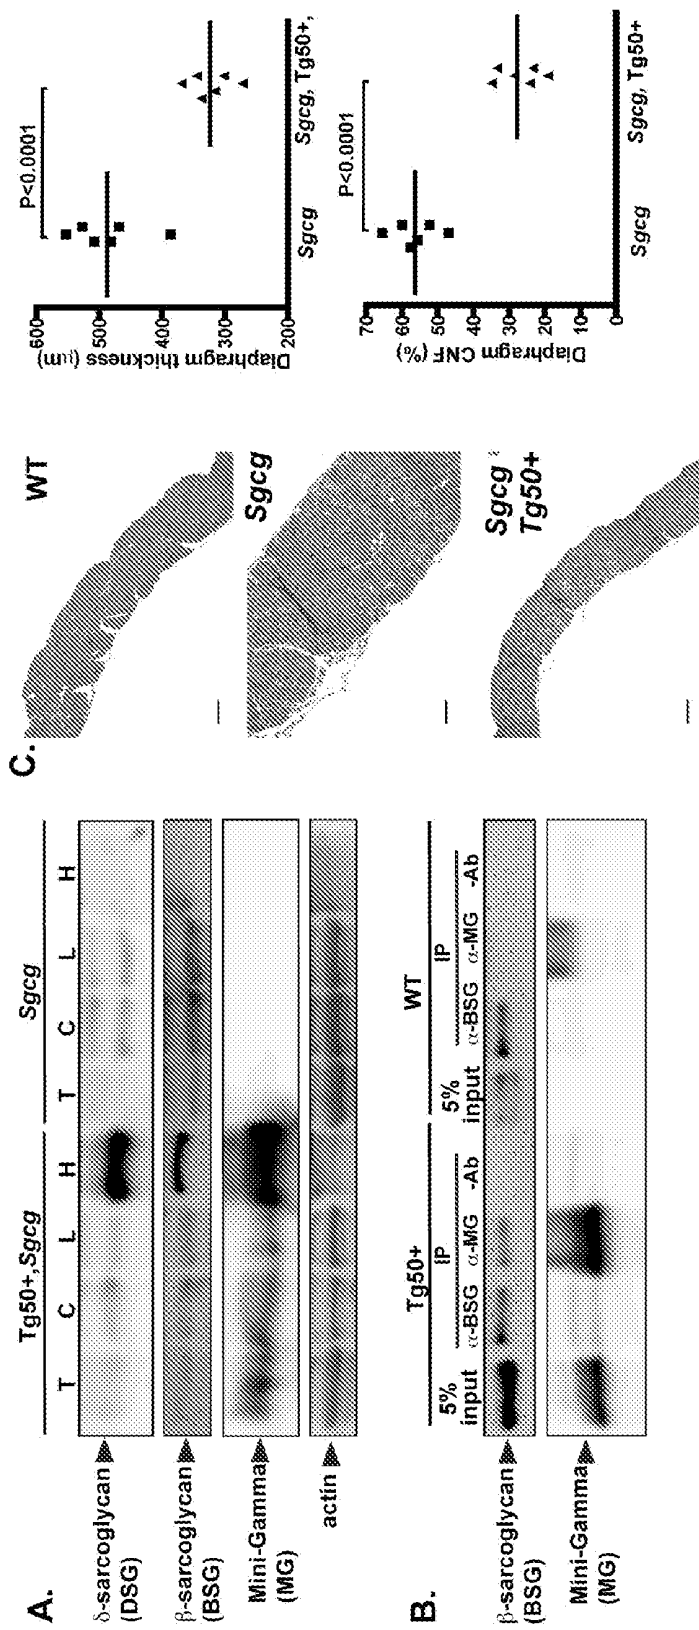 A.
Tg50+, Sgcg
Sgcg
T C L H T C L H
δ-sarcoglycan
(DSG)
β-sarcoglycan
(BSG)
Mini-Gamma
(MG)
actin
B.
Tg50+
WT
5%
input
IP
α-BSG α-MG -Ab
5%
input
IP
α-BSG α-MG -Ab
β-sarcoglycan
(BSG)
Mini-Gamma
(MG)
C.
WT
Sgcg
Sgcg
Tg50+
Diaphragm thickness (μm)
600
500
400
300
200
P<0.0001
Sgcg
Sgcg, Tg50+,
Diaphragm CNF (%)
70
60
50
40
30
20
10
0
P<0.0001
Sgcg
Sgcg, Tg50+